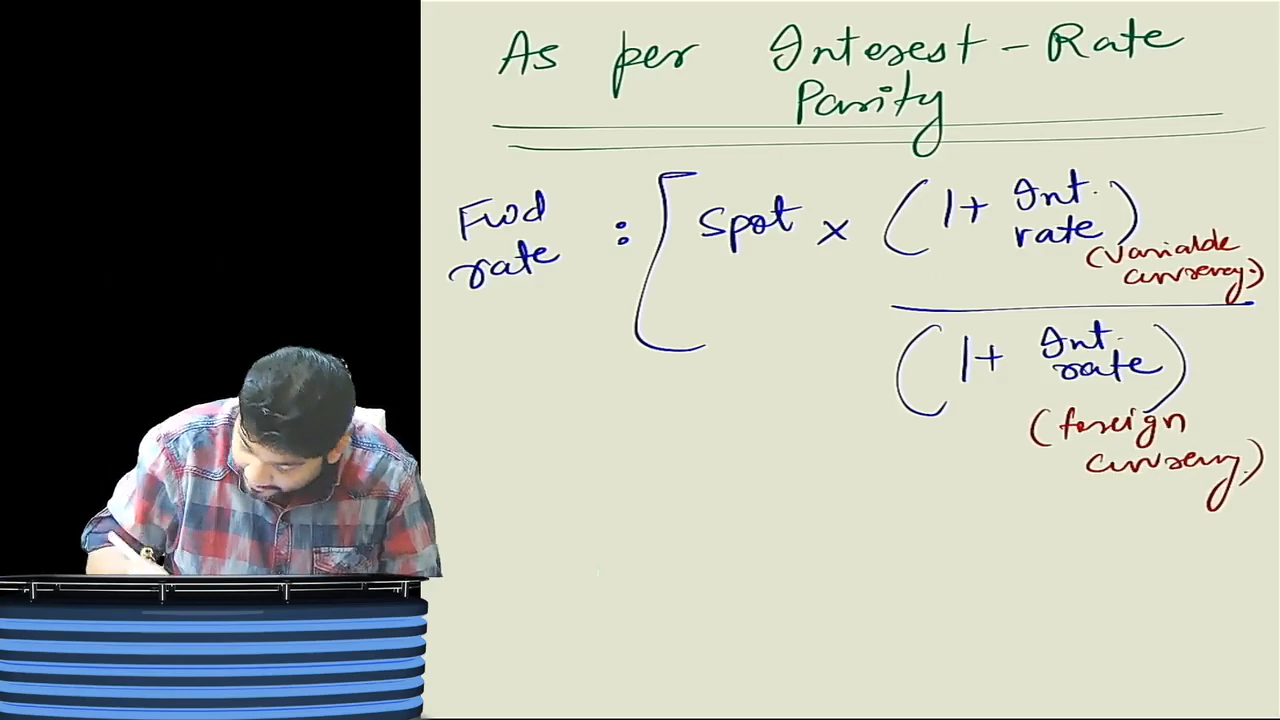 As per Interest-Rate
Parity
Fwd
rate : [ Spot × (1+ Int.
rate)
(variable
currency.)
(1+ Int.
rate)
(foreign
currency.)